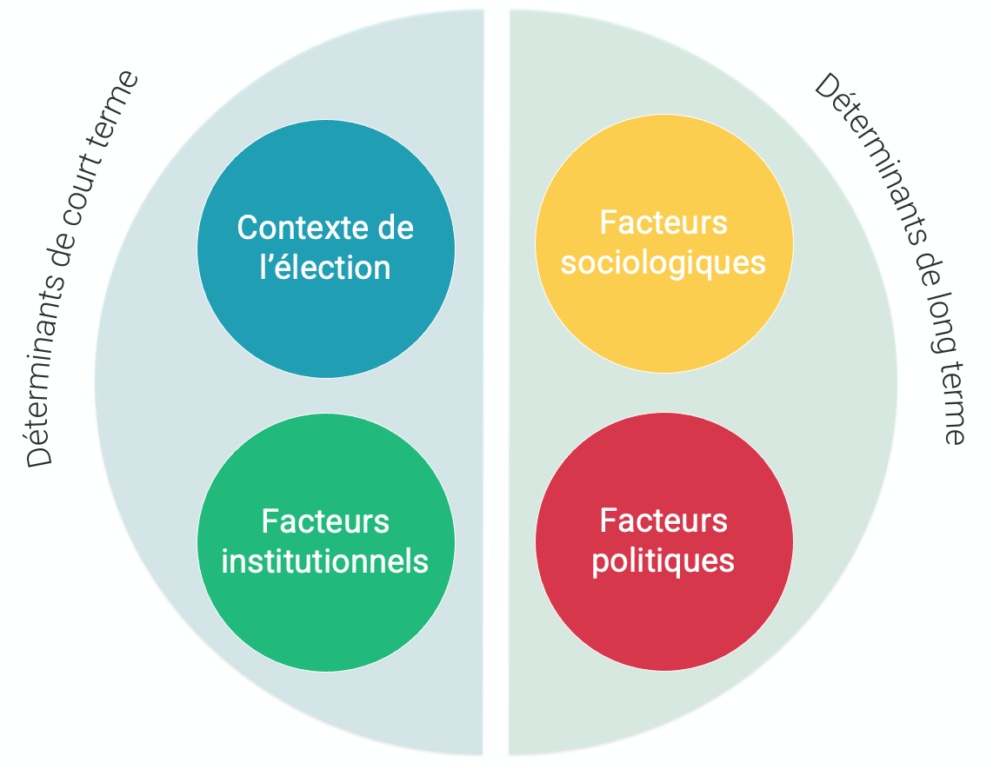 Déterminants de court terme
Contexte de
l’élection
Facteurs
institutionnels
Déterminants de long terme
Facteurs
sociologiques
Facteurs
politiques